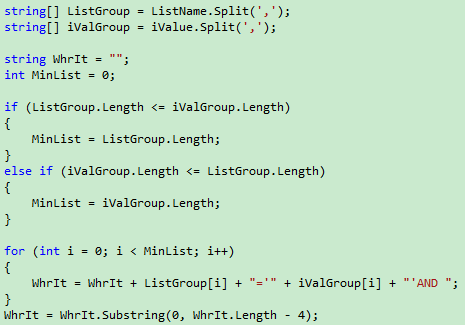 string[] ListGroup = ListName.Split(',');
string[] iValGroup = iValue.Split(',');
string WhrIt = "";
int MinList = 0;
if (ListGroup.Length <= iValGroup.Length)
{
MinList = ListGroup.Length;
}
else if (iValGroup.Length <= ListGroup.Length)
{
MinList = iValGroup.Length;
}
for (int i = 0; i < MinList; i++)
{
WhrIt = WhrIt + ListGroup[i] + "='" + iValGroup[i] + "'AND ";
}
WhrIt = WhrIt.Substring(0, WhrIt.Length - 4);